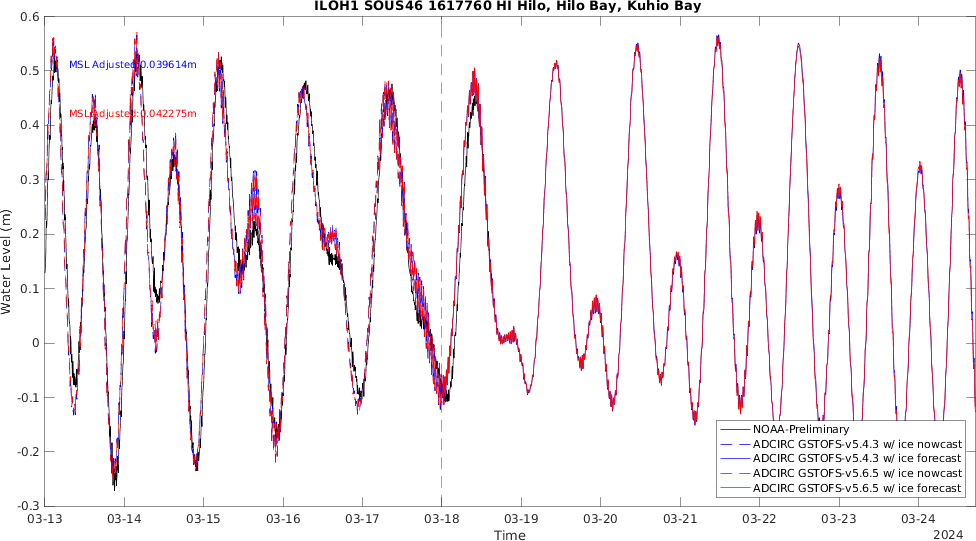 ILOH1 SOUS46 1617760 HI Hilo, Hilo Bay, Kuhio Bay
0.6
0.5
0.4
0.3
0.2
0.1
0
-0.1
-0.2
-0.3
Water Level (m)
MSL Adjusted:0.039614m
MSL Adjusted:0.042275m
NOAA-Preliminary
ADCIRC GSTOFS-v5.4.3 w/ ice nowcast
ADCIRC GSTOFS-v5.4.3 w/ ice forecast
ADCIRC GSTOFS-v5.6.5 w/ ice nowcast
ADCIRC GSTOFS-v5.6.5 w/ ice forecast
03-13 03-14 03-15 03-16 03-17 03-18 03-19 03-20 03-21 03-22 03-23 03-24
Time
2024